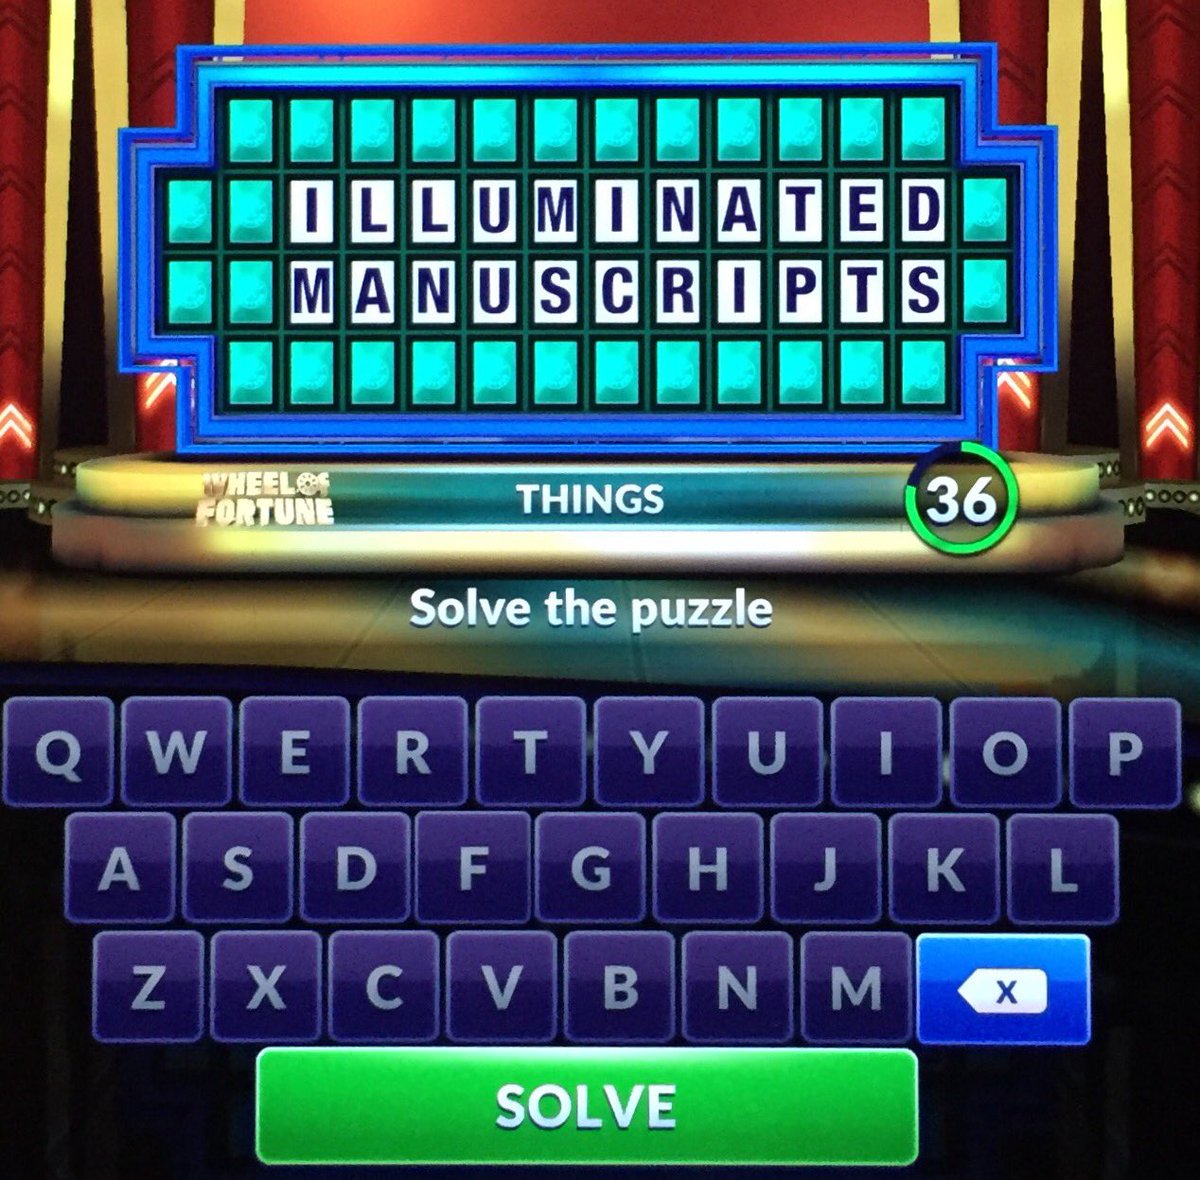 ILLUMINATED
MANUSCRIPTS
WHEEL OF
FORTUNE
THINGS
36
Solve the puzzle
Q W E R T Y U I O P
A S D F G H J K L
Z X C V B N M X
SOLVE